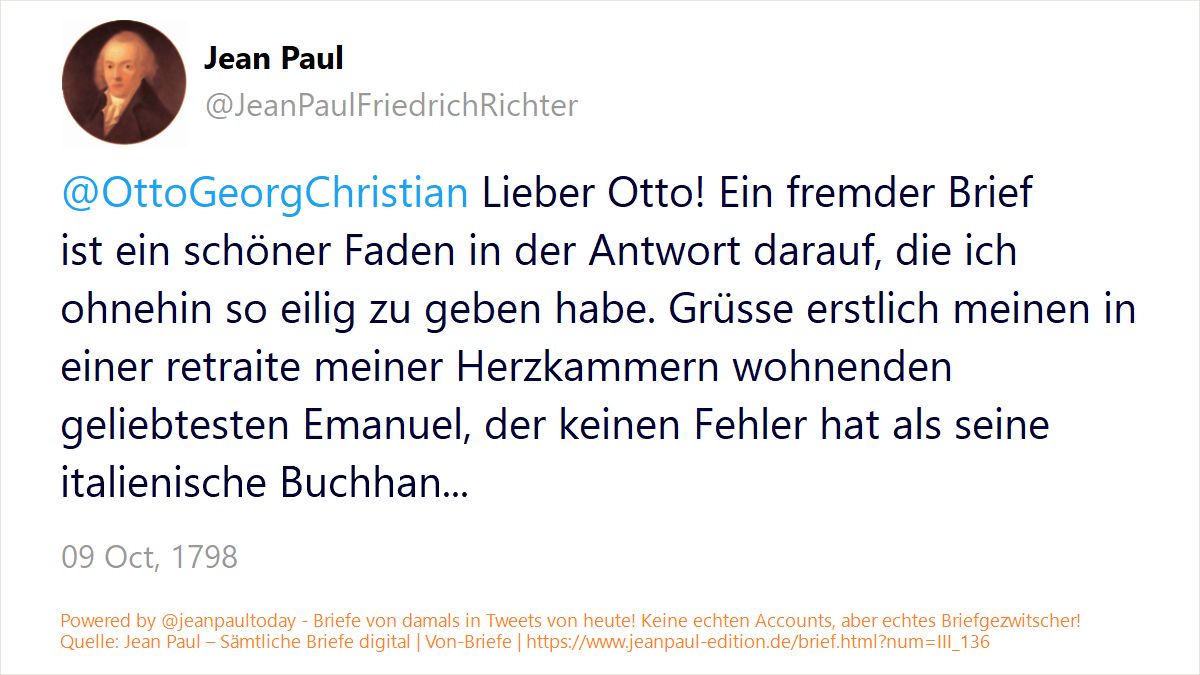 Jean Paul
@JeanPaulFriedrichRichter
@OttoGeorgChristian Lieber Otto! Ein fremder Brief
ist ein schöner Faden in der Antwort darauf, die ich
ohnehin so eilig zu geben habe. Grüsse erstlich meinen in
einer retraite meiner Herzkammern wohnenden
geliebtesten Emanuel, der keinen Fehler hat als seine
italienische Buchhan...
09 Oct, 1798
Powered by @jeanpaultoday - Briefe von damals in Tweets von heute! Keine echten Accounts, aber echtes Briefgezwitscher!
Quelle: Jean Paul – Sämtliche Briefe digital | Von-Briefe | https://www.jeanpaul-edition.de/brief.html?num=III_136